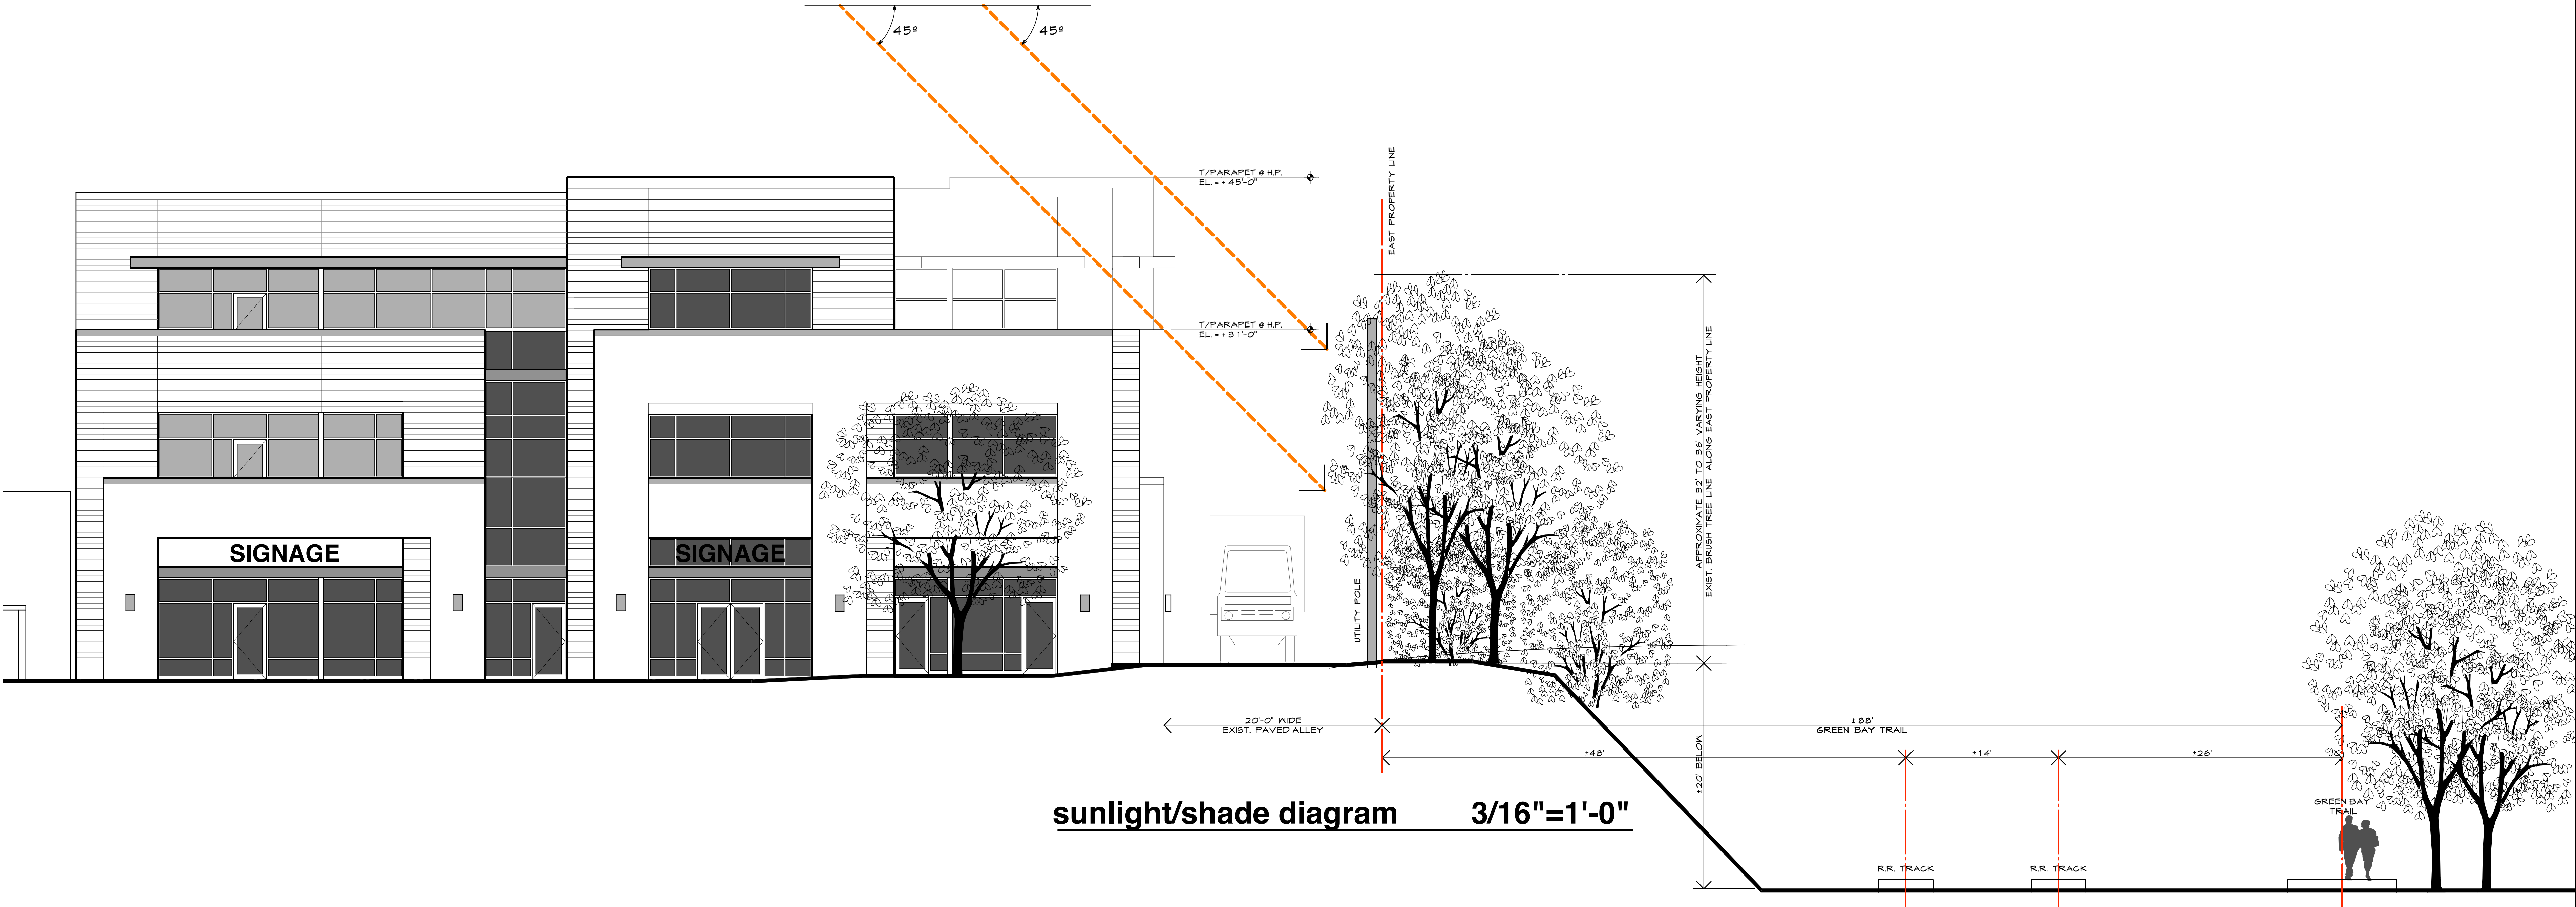 45º
45º
T/PARAPET @ H.P.
EL. = + 45'-0"
EAST PROPERTY LINE
T/PARAPET @ H.P.
EL. = + 31'-0"
APPROXIMATE 32' TO 36' VARYING HEIGHT
EXIST. BRUSH TREE LINE ALONG EAST PROPERTY LINE
SIGNAGE
SIGNAGE
UTILITY POLE
20'-0" WIDE
EXIST. PAVED ALLEY
±88'
GREEN BAY TRAIL
±48'
±14'
±26'
±20' BELOW
sunlight/shade diagram 3/16"=1'-0"
GREEN BAY
TRAIL
R.R. TRACK
R.R. TRACK